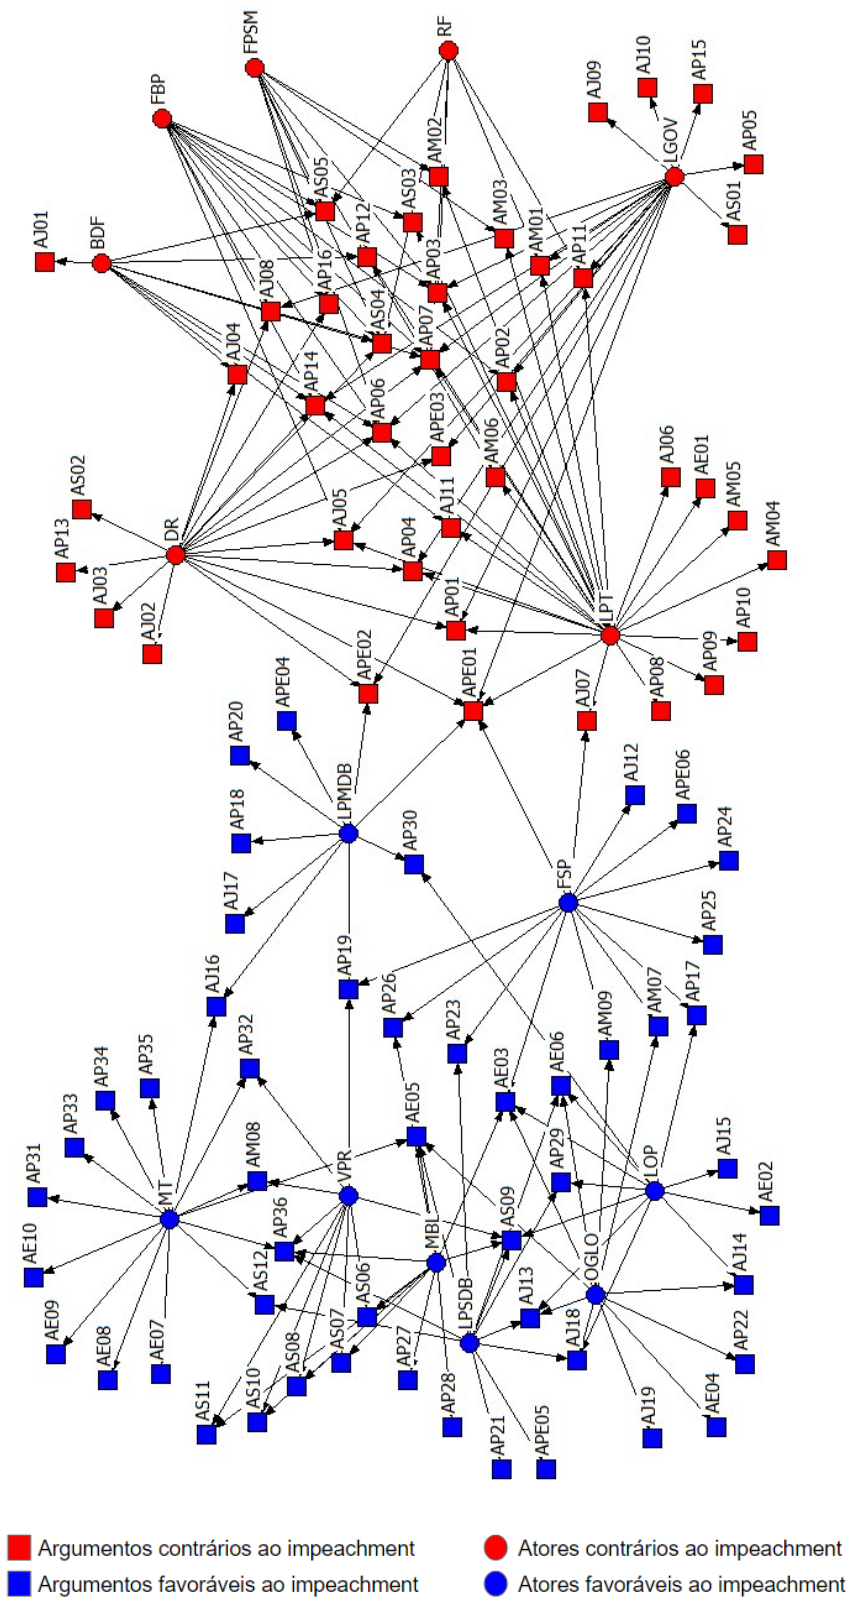 RF
FPSM
FBP
AJ10
AP15
AJ09
LGOV
AM02
AP05
AS05
AS03
AS01
AM03
AP12
AM01
AP11
BDF
AJ01
AP03
AJ08
AP16
AS04
AP07
AP02
AJ04
AP14
AP06
APE03
AM06
AJ06
AE01
AS02
AM05
AJ11
AJ05
AM04
DR
AP13
AP04
AJ03
AP01
LPT
AP10
AJ02
APE02
APE01
AP09
AP08
AJ07
APE04
AP20
AJ12
APE06
LPMDB
AP18
AP30
AP24
FSP
AJ17
AP25
AP19
AJ16
AP26
AP17
AM07
AP23
AM09
AP32
AE06
AE03
AP35
AP34
AE05
AP33
AM08
AP29
AJ15
LOP
AP31
VPR
MT
AE02
AS09
AP36
MBL
AE10
AJ14
OGLO
AS12
AJ13
AS06
LPSDB
AE09
AJ18
AP22
AE07
AE08
AS07
AP27
AS08
AS10
AP28
AE04
AS11
AJ19
AP21
APE05
Argumentos contrários ao impeachment
Atores contrários ao impeachment
Argumentos favoráveis ao impeachment
Atores favoráveis ao impeachment